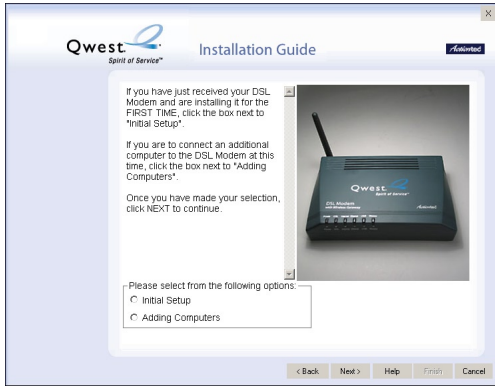 Qwest.
Spirit of Service™
Installation Guide
Actiontec
If you have just received your DSL
Modem and are installing it for the
FIRST TIME, click the box next to
"Initial Setup".
If you are to connect an additional
computer to the DSL Modem at this
time, click the box next to "Adding
Computers".
Once you have made your selection,
click NEXT to continue.
Qwest
Spirit of Service
DSL Modem
with Wireless Gateway
Actiontec
Please select from the following options:
Initial Setup
Adding Computers
< Back Next > Help Finish Cancel